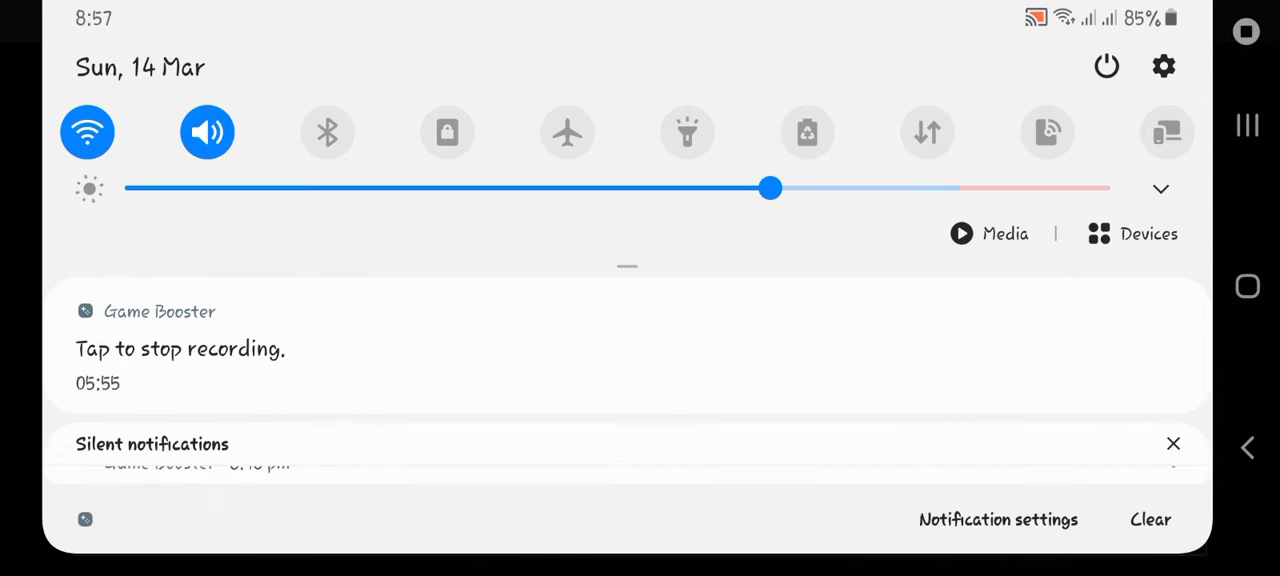 8:57
85%
Sun, 14 Mar
Media | Devices
Game Booster
Tap to stop recording.
05:55
Silent notifications
Notification settings
Clear